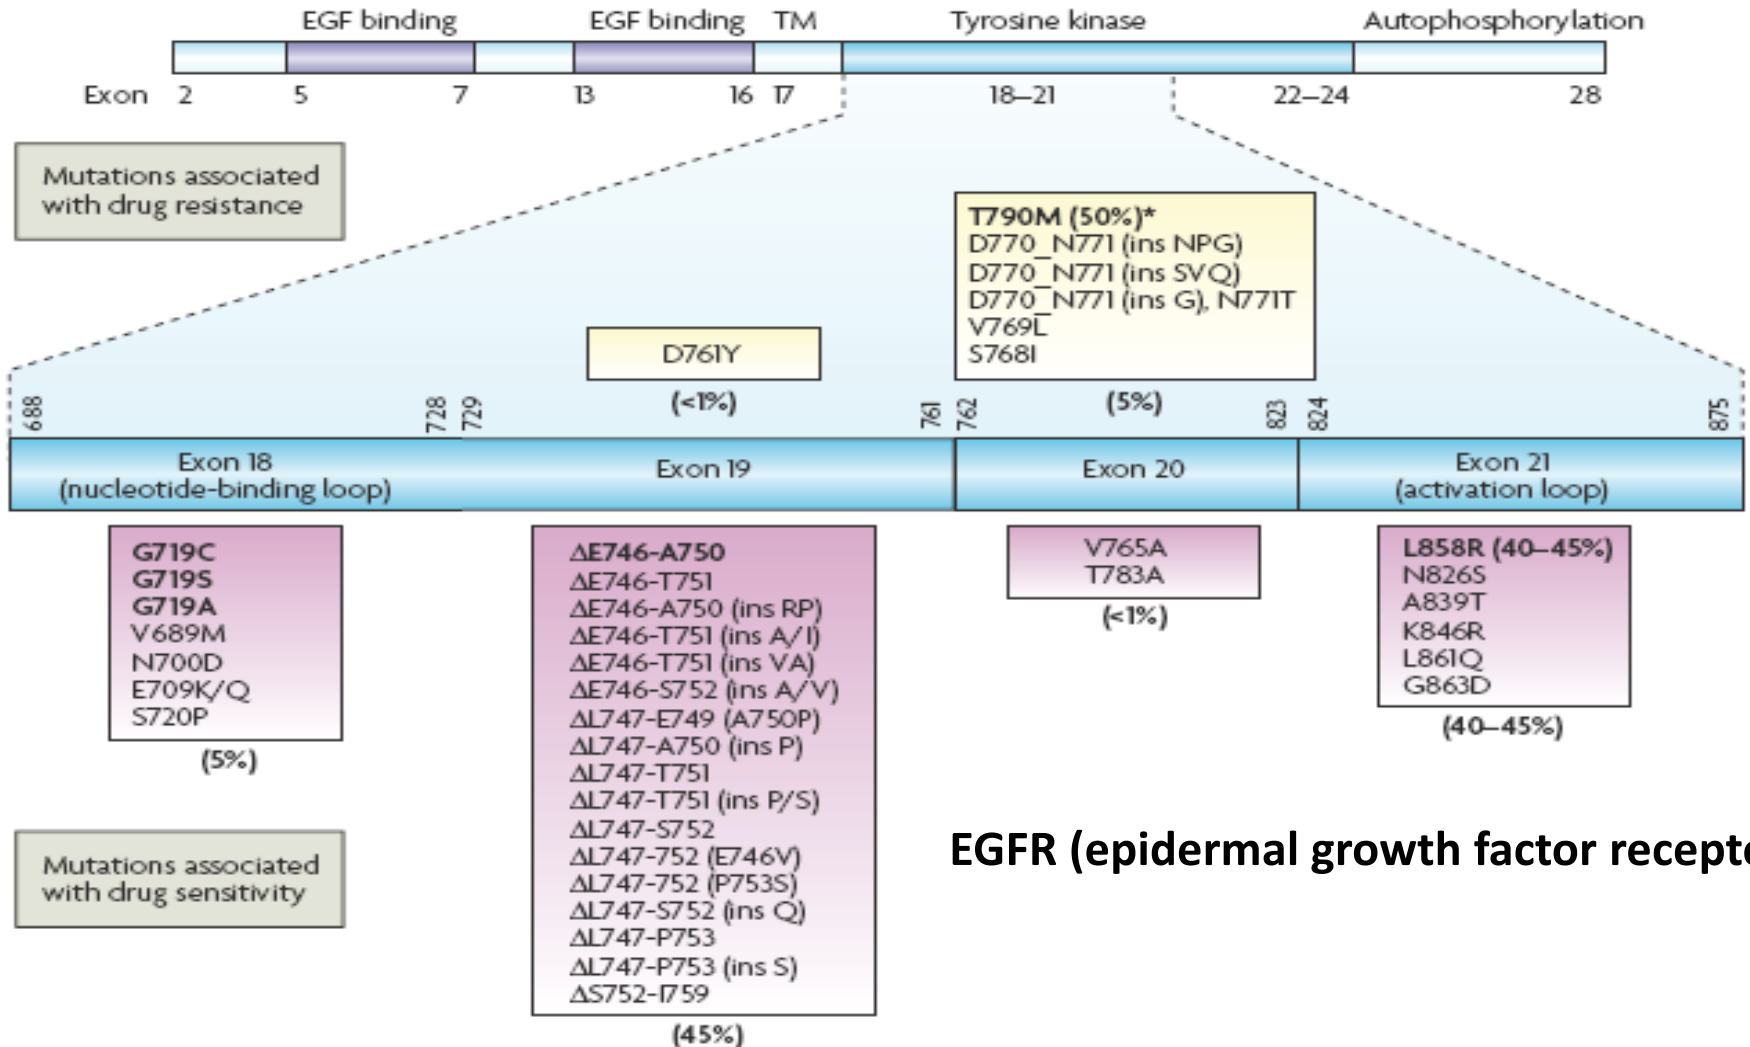 EGF binding EGF binding TM Tyrosine kinase Autophosphorylation
Exon 2 5 7 13 16 17 18–21 22–24 28
Mutations associated
with drug resistance
T790M (50%)*
D770_N771 (ins NPG)
D770_N771 (ins SVQ)
D770_N771 (ins G), N771T
V769L
S768I
D761Y
(<1%)
(5%)
688 728 729 761 762 823 824 875
Exon 18
(nucleotide-binding loop)
Exon 19
Exon 20
Exon 21
(activation loop)
G719C
G719S
G719A
V689M
N700D
E709K/Q
S720P
(5%)
ΔE746-A750
ΔE746-T751
ΔE746-A750 (ins RP)
ΔE746-T751 (ins A/I)
ΔE746-T751 (ins VA)
ΔE746-S752 (ins A/V)
ΔL747-E749 (A750P)
ΔL747-A750 (ins P)
ΔL747-T751
ΔL747-T751 (ins P/S)
ΔL747-S752
ΔL747-752 (E746V)
ΔL747-752 (P753S)
ΔL747-S752 (ins Q)
ΔL747-P753
ΔL747-P753 (ins S)
ΔS752-I759
(45%)
V765A
T783A
(<1%)
L858R (40–45%)
N826S
A839T
K846R
L861Q
G863D
(40–45%)
Mutations associated
with drug sensitivity
EGFR (epidermal growth factor